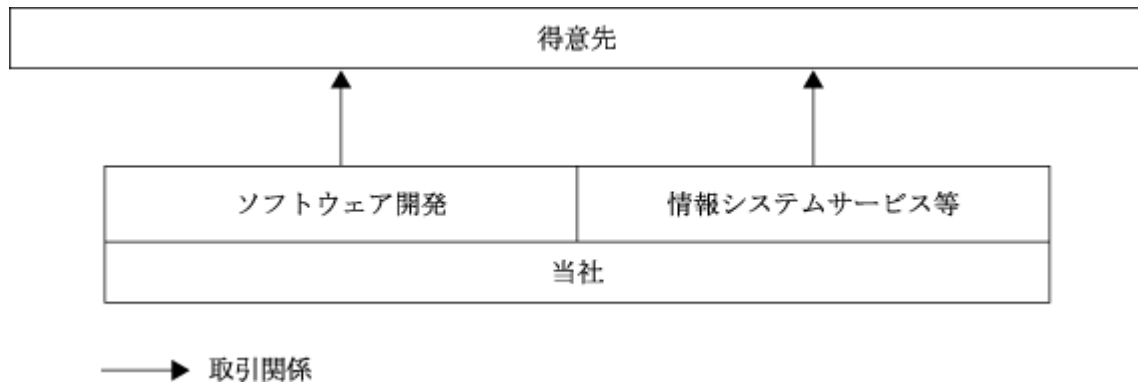 得意先
ソフトウェア開発
情報システムサービス等
当社
取引関係